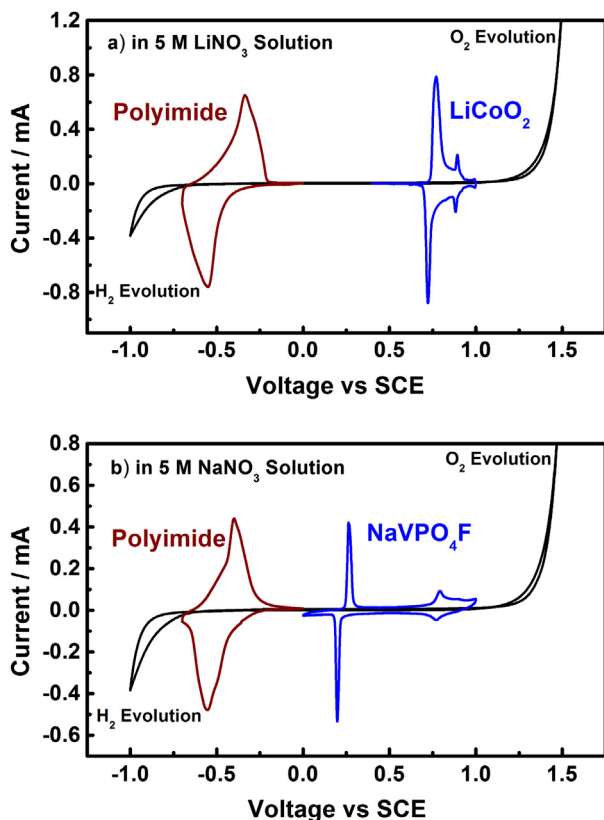 a) in 5 M LiNO₃ Solution
O₂ Evolution
Polyimide
LiCoO₂
H₂ Evolution
Current / mA
1.2
0.8
0.4
0.0
-0.4
-0.8
-1.0 -0.5 0.0 0.5 1.0 1.5
Voltage vs SCE
b) in 5 M NaNO₃ Solution
O₂ Evolution
Polyimide
NaVPO₄F
H₂ Evolution
Current / mA
0.8
0.6
0.4
0.2
0.0
-0.2
-0.4
-0.6
-1.0 -0.5 0.0 0.5 1.0 1.5
Voltage vs SCE